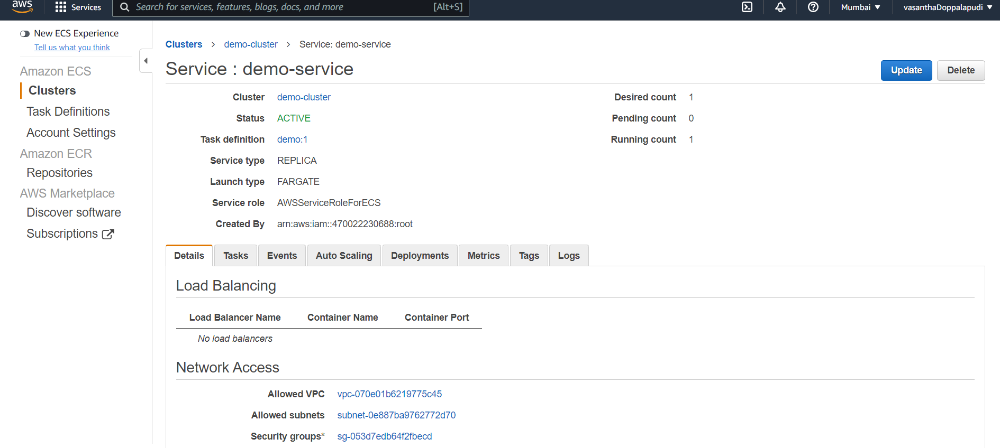 aws Services Search for services, features, blogs, docs, and more [Alt+S] Mumbai ▼ vasanthaDoppalapudi ▼
New ECS Experience
Tell us what you think
Amazon ECS
Clusters
Task Definitions
Account Settings
Amazon ECR
Repositories
AWS Marketplace
Discover software
Subscriptions
Clusters > demo-cluster > Service: demo-service
Service : demo-service
Update Delete
Cluster demo-cluster
Status ACTIVE
Task definition demo:1
Service type REPLICA
Launch type FARGATE
Service role AWSServiceRoleForECS
Created By arn:aws:iam::470022230688:root
Desired count 1
Pending count 0
Running count 1
Details Tasks Events Auto Scaling Deployments Metrics Tags Logs
Load Balancing
Load Balancer Name Container Name Container Port
No load balancers
Network Access
Allowed VPC vpc-070e01b6219775c45
Allowed subnets subnet-0e887ba9762772d70
Security groups* sg-053d7edb64f2fbecd